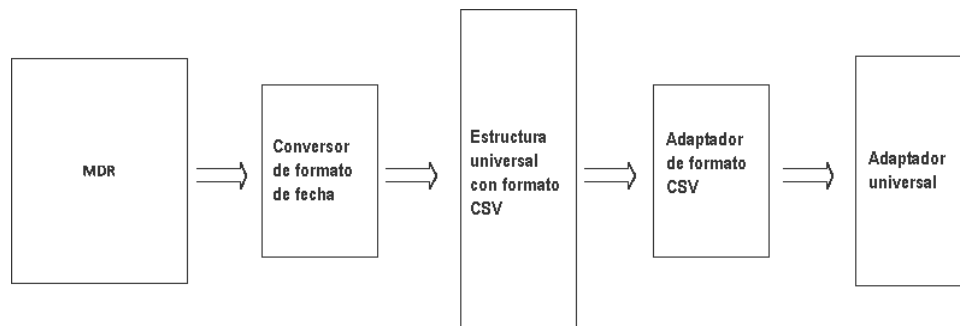 MDR
Conversor
de formato
de fecha
Estructura
universal
con formato
CSV
Adaptador
de formato
CSV
Adaptador
universal